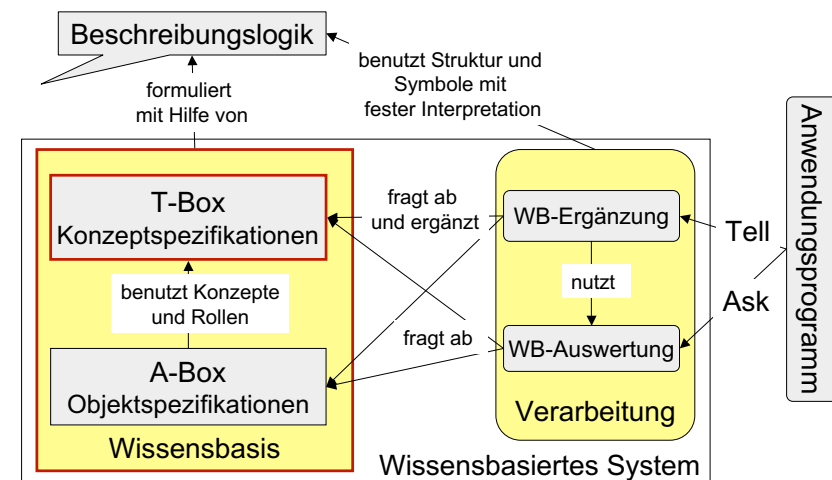 Beschreibungslogik
benutzt Struktur und
Symbole mit
fester Interpretation
formuliert
mit Hilfe von
T-Box
Konzeptspezifikationen
benutzt Konzepte
und Rollen
A-Box
Objektspezifikationen
Wissensbasis
fragt ab
und ergänzt
fragt ab
WB-Ergänzung
nutzt
WB-Auswertung
Verarbeitung
Wissensbasiertes System
Tell
Ask
Anwendungsprogramm